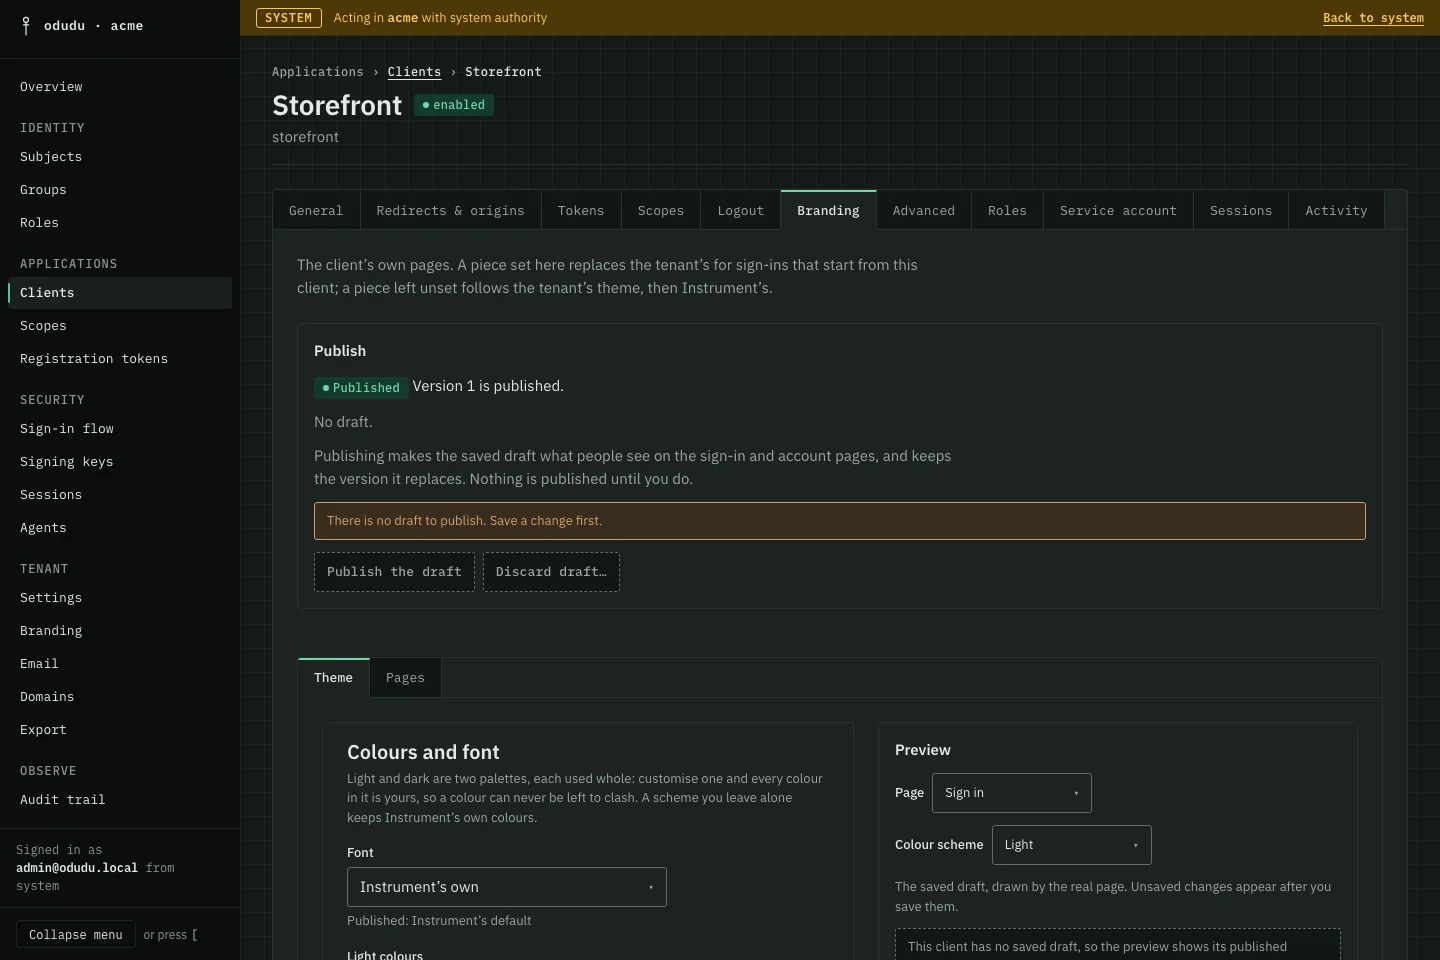 odudu · acme
SYSTEM Acting in acme with system authority Back to system
Overview
IDENTITY
Subjects
Groups
Roles
APPLICATIONS
Clients
Scopes
Registration tokens
SECURITY
Sign-in flow
Signing keys
Sessions
Agents
TENANT
Settings
Branding
Email
Domains
Export
OBSERVE
Audit trail
Signed in as
admin@odudu.local from
system
Collapse menu or press [
Applications › Clients › Storefront
Storefront enabled
storefront
General Redirects & origins Tokens Scopes Logout Branding Advanced Roles Service account Sessions Activity
The client’s own pages. A piece set here replaces the tenant’s for sign-ins that start from this
client; a piece left unset follows the tenant’s theme, then Instrument’s.
Publish
Published Version 1 is published.
No draft.
Publishing makes the saved draft what people see on the sign-in and account pages, and keeps
the version it replaces. Nothing is published until you do.
There is no draft to publish. Save a change first.
Publish the draft Discard draft…
Theme Pages
Colours and font
Light and dark are two palettes, each used whole: customise one and every colour
in it is yours, so a colour can never be left to clash. A scheme you leave alone
keeps Instrument’s own colours.
Font
Instrument’s own
Published: Instrument’s default
Light colours
Preview
Page Sign in
Colour scheme Light
The saved draft, drawn by the real page. Unsaved changes appear after you
save them.
This client has no saved draft, so the preview shows its published